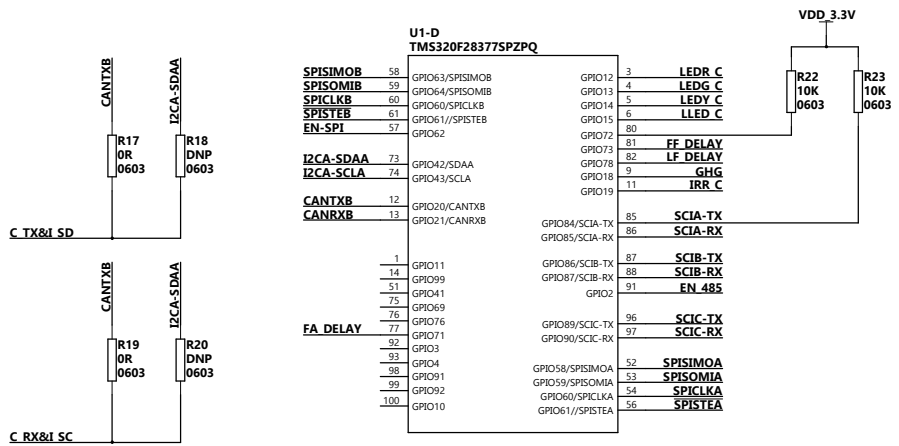 VDD_3.3V
U1-D
TMS320F28377SPZPQ
CANTXB
I2CA-SDAA
R17
0R
0603
R18
DNP
0603
C_TX&I_SD
CANTXB
I2CA-SDAA
R19
0R
0603
R20
DNP
0603
C_RX&I_SC
SPISIMOB 58 GPIO63/SPISIMOB
SPISOMIB 59 GPIO64/SPISOMIB
SPICLKB 60 GPIO60/SPICLKB
SPISTEB 61 GPIO61//SPISTEB
EN-SPI 57 GPIO62
I2CA-SDAA 73 GPIO42/SDAA
I2CA-SCLA 74 GPIO43/SCLA
CANTXB 12 GPIO20/CANTXB
CANRXB 13 GPIO21/CANRXB
1 GPIO11
14 GPIO99
51 GPIO41
75 GPIO69
76 GPIO76
FA_DELAY 77 GPIO71
92 GPIO3
93 GPIO4
98 GPIO91
99 GPIO92
100 GPIO10
GPIO12 3 LEDR_C
GPIO13 4 LEDG_C
GPIO14 5 LEDY_C
GPIO15 6 LLED_C
GPIO72 80
GPIO73 81 FF_DELAY
GPIO78 82 LF_DELAY
GPIO18 9 GHG
GPIO19 11 IRR_C
GPIO84/SCIA-TX 85 SCIA-TX
GPIO85/SCIA-RX 86 SCIA-RX
GPIO86/SCIB-TX 87 SCIB-TX
GPIO87/SCIB-RX 88 SCIB-RX
GPIO2 91 EN_485
GPIO89/SCIC-TX 96 SCIC-TX
GPIO90/SCIC-RX 97 SCIC-RX
GPIO58/SPISIMOA 52 SPISIMOA
GPIO59/SPISOMIA 53 SPISOMIA
GPIO60/SPICLKA 54 SPICLKA
GPIO61//SPISTEA 56 SPISTEA
R22
10K
0603
R23
10K
0603